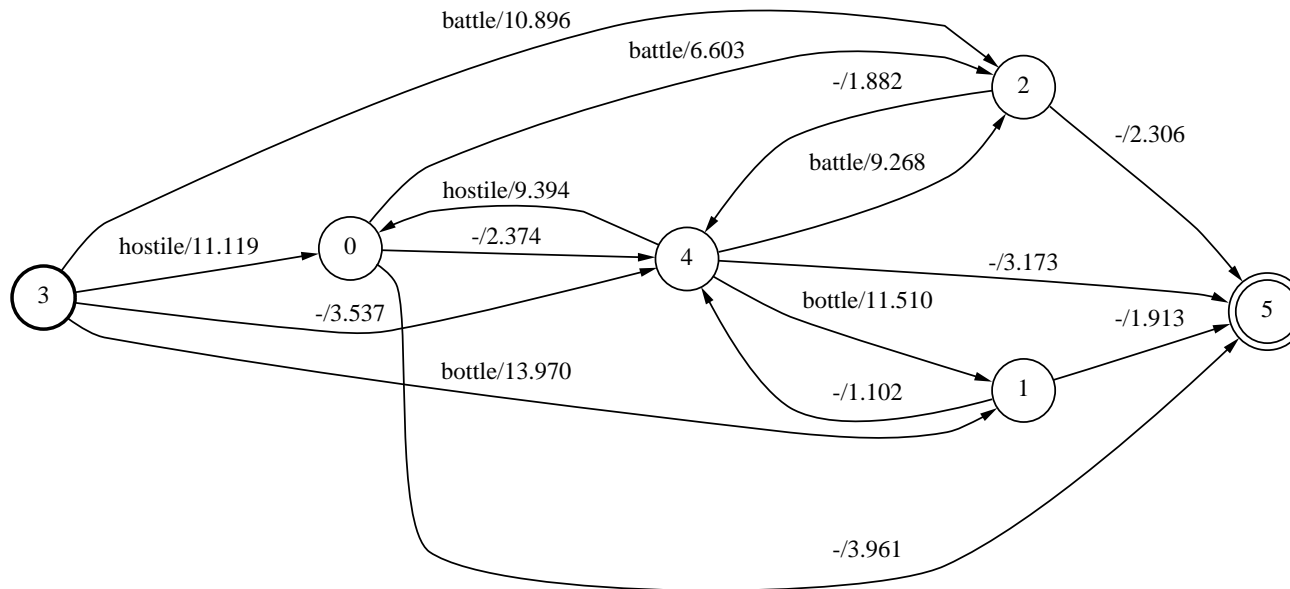 battle/10.896
battle/6.603
-/1.882
2
-/2.306
battle/9.268
hostile/9.394
hostile/11.119
0
-/2.374
4
-/3.173
3
-/3.537
bottle/11.510
5
-/1.913
bottle/13.970
-/1.102
1
-/3.961